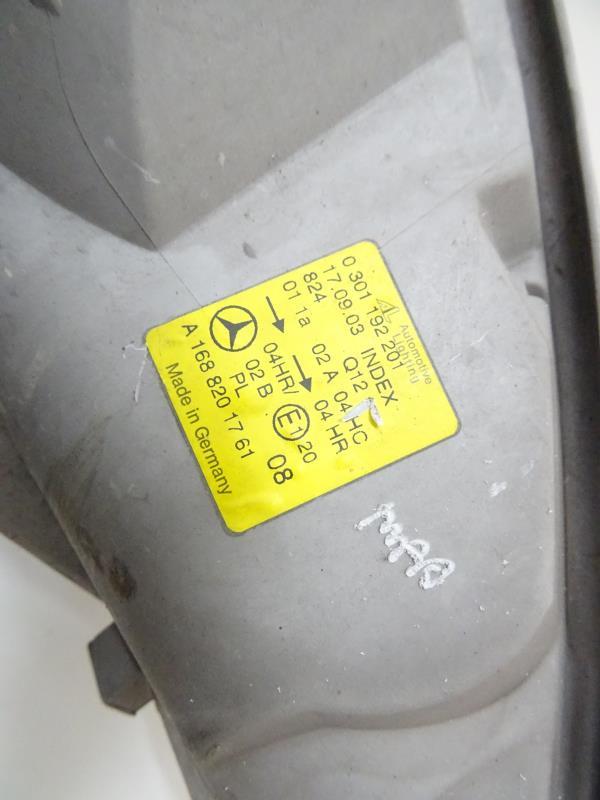 Automotive
Lighting
0 301 192 201
17.09.03 INDEX
824 Q12
01 1a 02 A 04 HC
04HR/ 04 HR
02 B E1 20
PL 08
A 168 820 17 61
Made in Germany